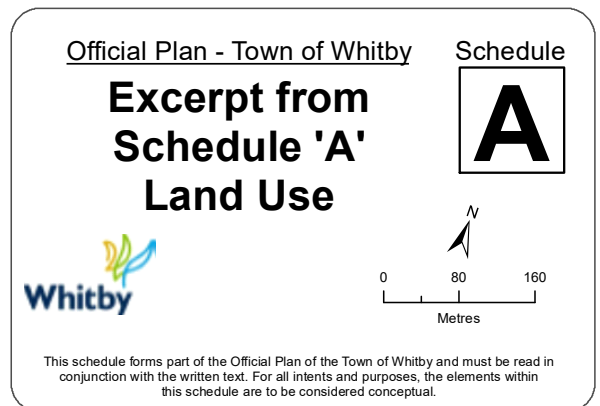 Official Plan - Town of Whitby
Schedule
Excerpt from
Schedule 'A'
Land Use
A
N
Whitby
0 80 160
Metres
This schedule forms part of the Official Plan of the Town of Whitby and must be read in
conjunction with the written text. For all intents and purposes, the elements within
this schedule are to be considered conceptual.